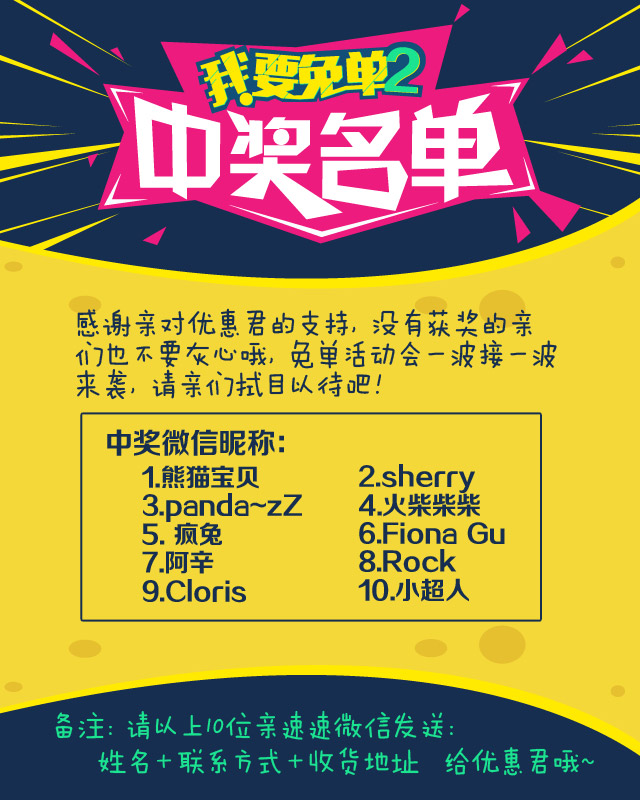 我要免单2
中奖名单
感谢亲对优惠君的支持, 没有获奖的亲
们也不要灰心哦, 免单活动会一波接一波
来袭, 请亲们拭目以待吧!
中奖微信昵称:
1.熊猫宝贝 2.sherry
3.panda~zZ 4.火柴柴柴
5. 疯兔 6.Fiona Gu
7.阿辛 8.Rock
9.Cloris 10.小超人
备注: 请以上10位亲速速微信发送:
姓名+联系方式+收货地址 给优惠君哦~